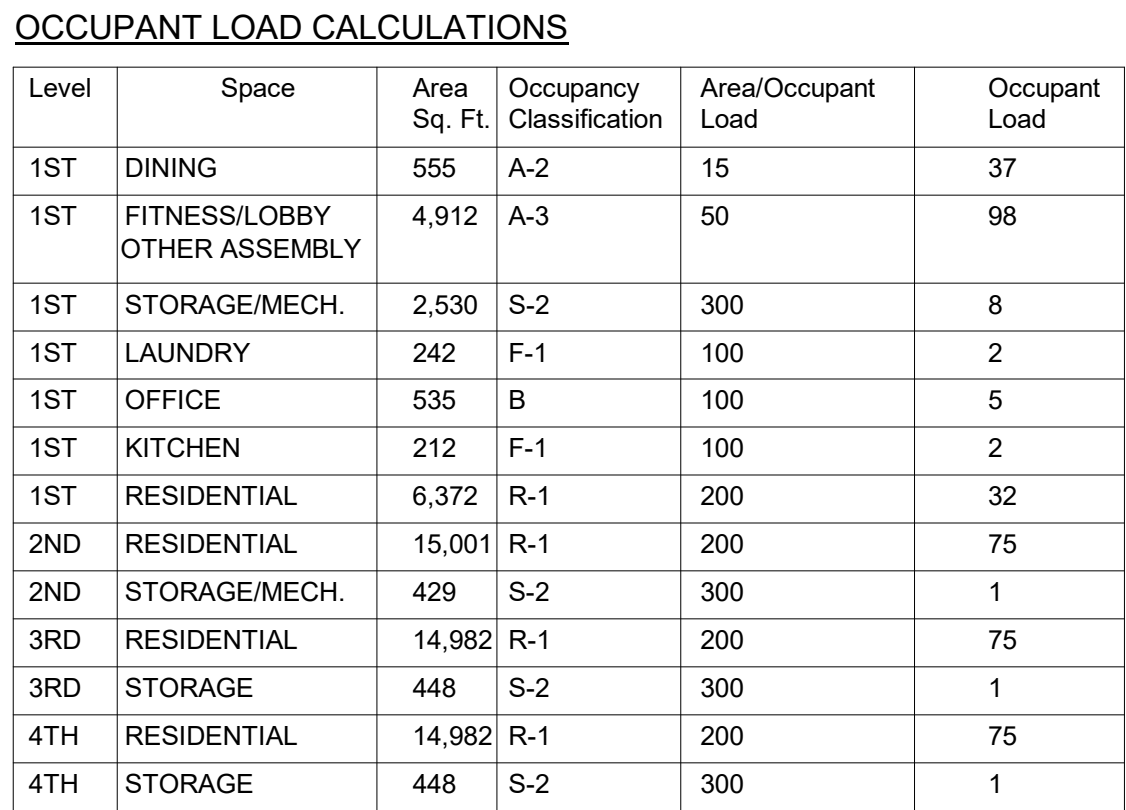 OCCUPANT LOAD CALCULATIONS
Level Space Area Occupancy Area/Occupant Occupant
Sq. Ft. Classification Load Load
1ST DINING 555 A-2 15 37
1ST FITNESS/LOBBY 4,912 A-3 50 98
OTHER ASSEMBLY
1ST STORAGE/MECH. 2,530 S-2 300 8
1ST LAUNDRY 242 F-1 100 2
1ST OFFICE 535 B 100 5
1ST KITCHEN 212 F-1 100 2
1ST RESIDENTIAL 6,372 R-1 200 32
2ND RESIDENTIAL 15,001 R-1 200 75
2ND STORAGE/MECH. 429 S-2 300 1
3RD RESIDENTIAL 14,982 R-1 200 75
3RD STORAGE 448 S-2 300 1
4TH RESIDENTIAL 14,982 R-1 200 75
4TH STORAGE 448 S-2 300 1